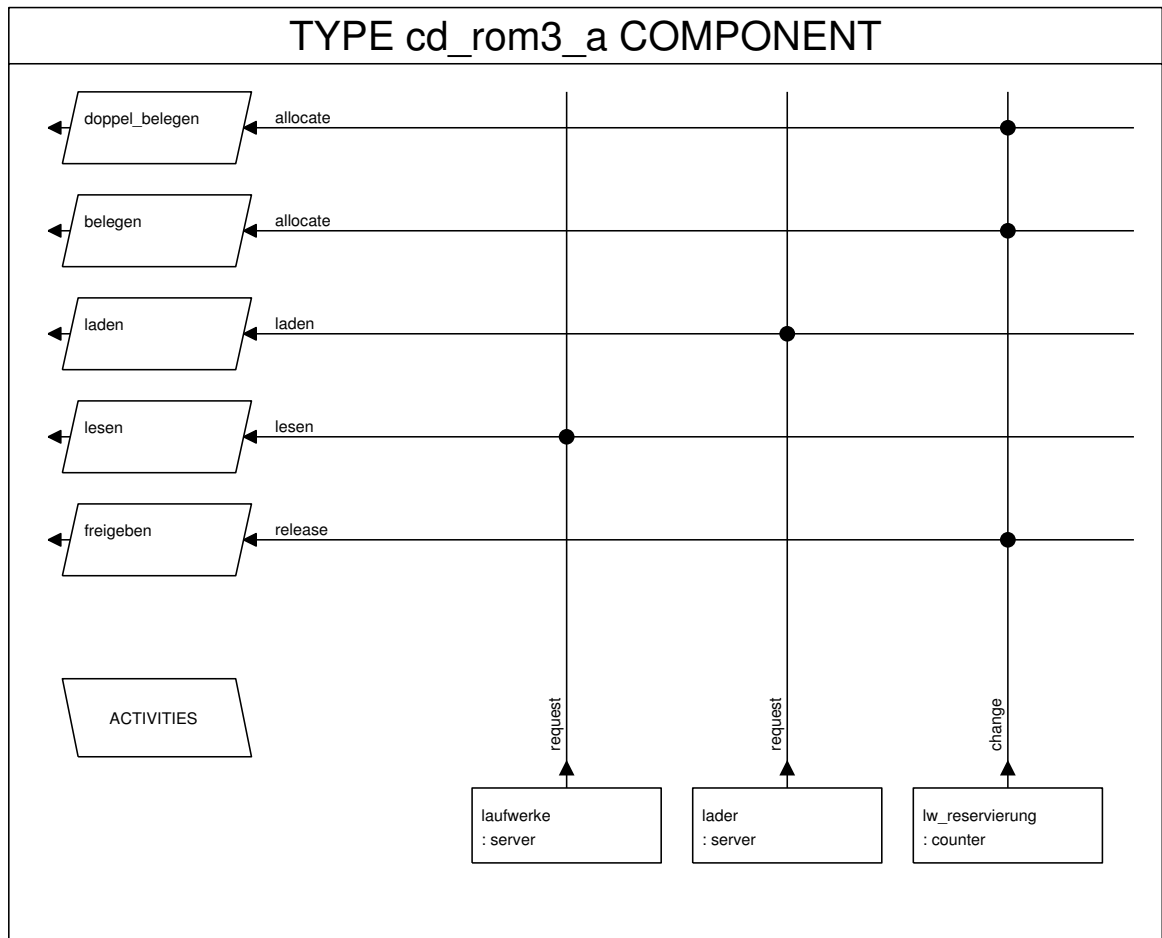 TYPE cd_rom3_a COMPONENT
doppel_belegen
allocate
belegen
allocate
laden
laden
lesen
lesen
freigeben
release
ACTIVITIES
request
request
change
laufwerke
: server
lader
: server
lw_reservierung
: counter